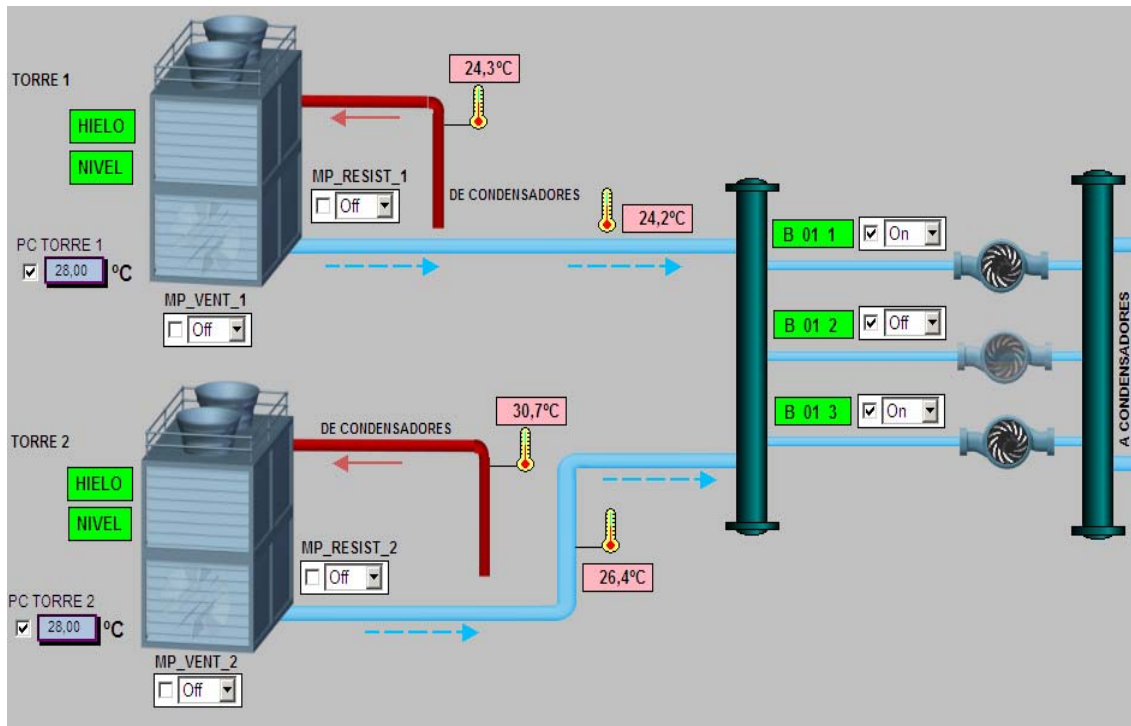 TORRE 1
24,3ºC
HIELO
NIVEL
MP_RESIST_1
Off
DE CONDENSADORES
24,2ºC
PC TORRE 1
28,00 ºC
MP_VENT_1
Off
B 01 1 On
B 01 2 Off
B 01 3 On
A CONDENSADORES
TORRE 2
DE CONDENSADORES
30,7ºC
HIELO
NIVEL
MP_RESIST_2
Off
26,4ºC
PC TORRE 2
28,00 ºC
MP_VENT_2
Off